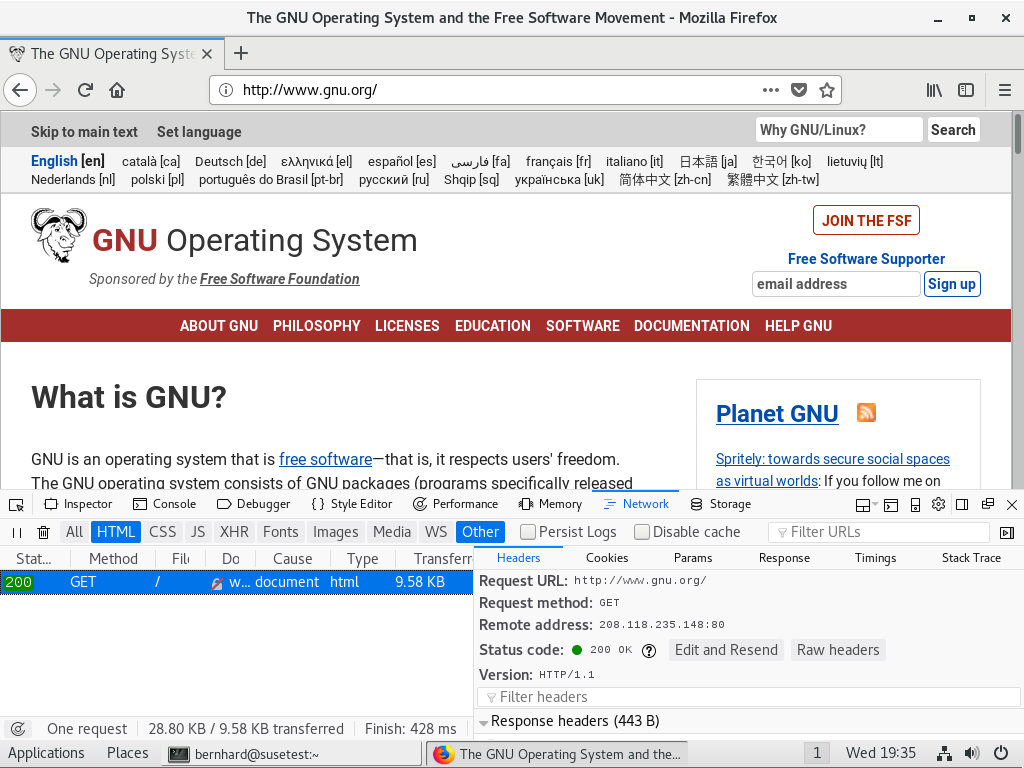 The GNU Operating System and the Free Software Movement - Mozilla Firefox
The GNU Operating Syste
http://www.gnu.org/
Skip to main text Set language
Why GNU/Linux? Search
English [en] català [ca] Deutsch [de] ελληνικά [el] español [es] فارسی [fa] français [fr] italiano [it] 日本語 [ja] 한국어 [ko] lietuvių [lt]
Nederlands [nl] polski [pl] português do Brasil [pt-br] русский [ru] Shqip [sq] українська [uk] 简体中文 [zh-cn] 繁體中文 [zh-tw]
JOIN THE FSF
GNU Operating System
Sponsored by the Free Software Foundation
Free Software Supporter
email address Sign up
ABOUT GNU PHILOSOPHY LICENSES EDUCATION SOFTWARE DOCUMENTATION HELP GNU
What is GNU?
GNU is an operating system that is free software—that is, it respects users' freedom.
The GNU operating system consists of GNU packages (programs specifically released
Planet GNU
Spritely: towards secure social spaces
as virtual worlds: If you follow me on
Inspector Console Debugger {} Style Editor Performance Memory Network Storage
All HTML CSS JS XHR Fonts Images Media WS Other Persist Logs Disable cache Filter URLs
Stat... Method File Do Cause Type Transferr
200 GET / w... document html 9.58 KB
One request 28.80 KB / 9.58 KB transferred Finish: 428 ms
Headers Cookies Params Response Timings Stack Trace
Request URL: http://www.gnu.org/
Request method: GET
Remote address: 208.118.235.148:80
Status code: 200 OK ? Edit and Resend Raw headers
Version: HTTP/1.1
Filter headers
Response headers (443 B)
Applications Places bernhard@susetest:~ The GNU Operating System and the... 1 Wed 19:35